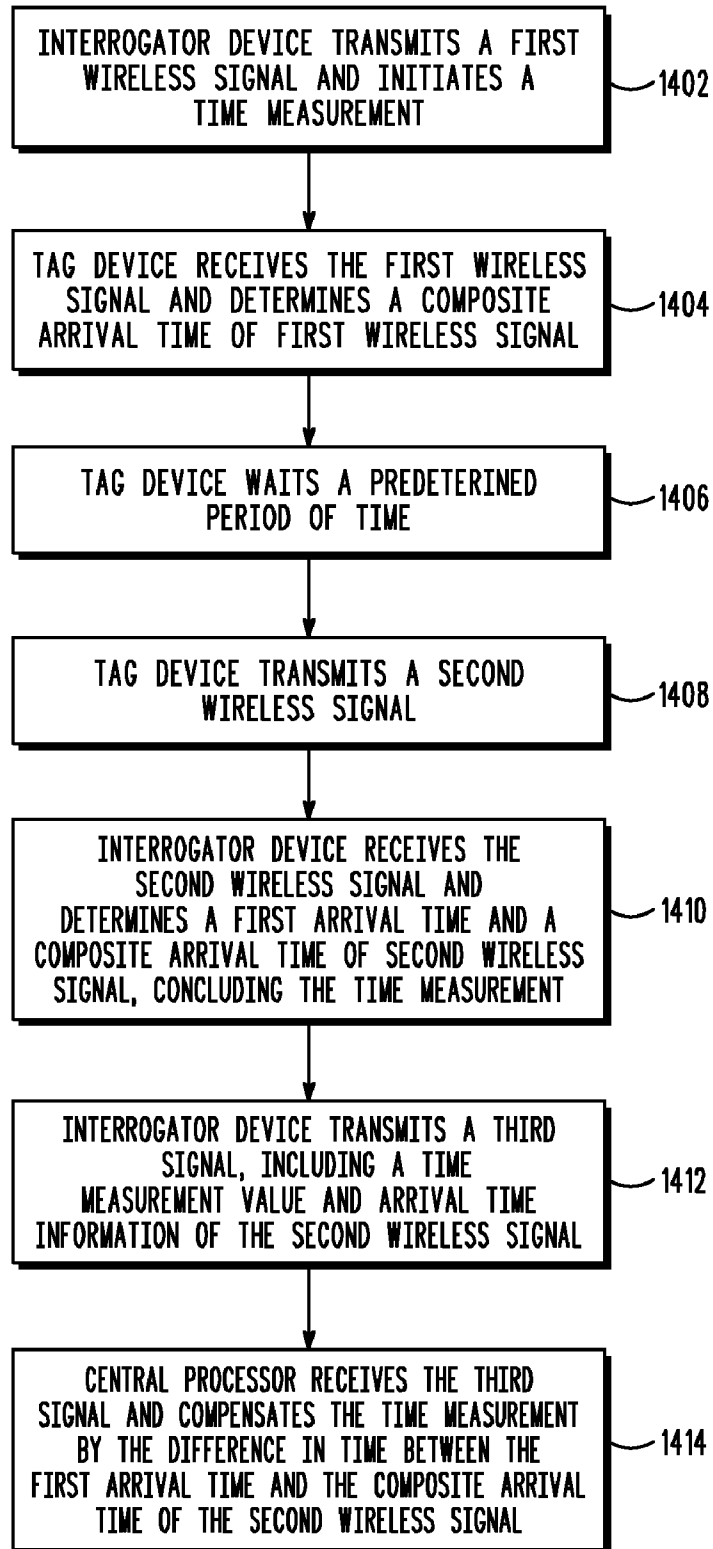 INTERROGATOR DEVICE TRANSMITS A FIRST
WIRELESS SIGNAL AND INITIATES A
TIME MEASUREMENT
1402
TAG DEVICE RECEIVES THE FIRST WIRELESS
SIGNAL AND DETERMINES A COMPOSITE
ARRIVAL TIME OF FIRST WIRELESS SIGNAL
1404
TAG DEVICE WAITS A PREDETERINED
PERIOD OF TIME
1406
TAG DEVICE TRANSMITS A SECOND
WIRELESS SIGNAL
1408
INTERROGATOR DEVICE RECEIVES THE
SECOND WIRELESS SIGNAL AND
DETERMINES A FIRST ARRIVAL TIME AND A
COMPOSITE ARRIVAL TIME OF SECOND WIRELESS
SIGNAL, CONCLUDING THE TIME MEASUREMENT
1410
INTERROGATOR DEVICE TRANSMITS A THIRD
SIGNAL, INCLUDING A TIME
MEASUREMENT VALUE AND ARRIVAL TIME
INFORMATION OF THE SECOND WIRELESS SIGNAL
1412
CENTRAL PROCESSOR RECEIVES THE THIRD
SIGNAL AND COMPENSATES THE TIME MEASUREMENT
BY THE DIFFERENCE IN TIME BETWEEN THE
FIRST ARRIVAL TIME AND THE COMPOSITE ARRIVAL
TIME OF THE SECOND WIRELESS SIGNAL
1414